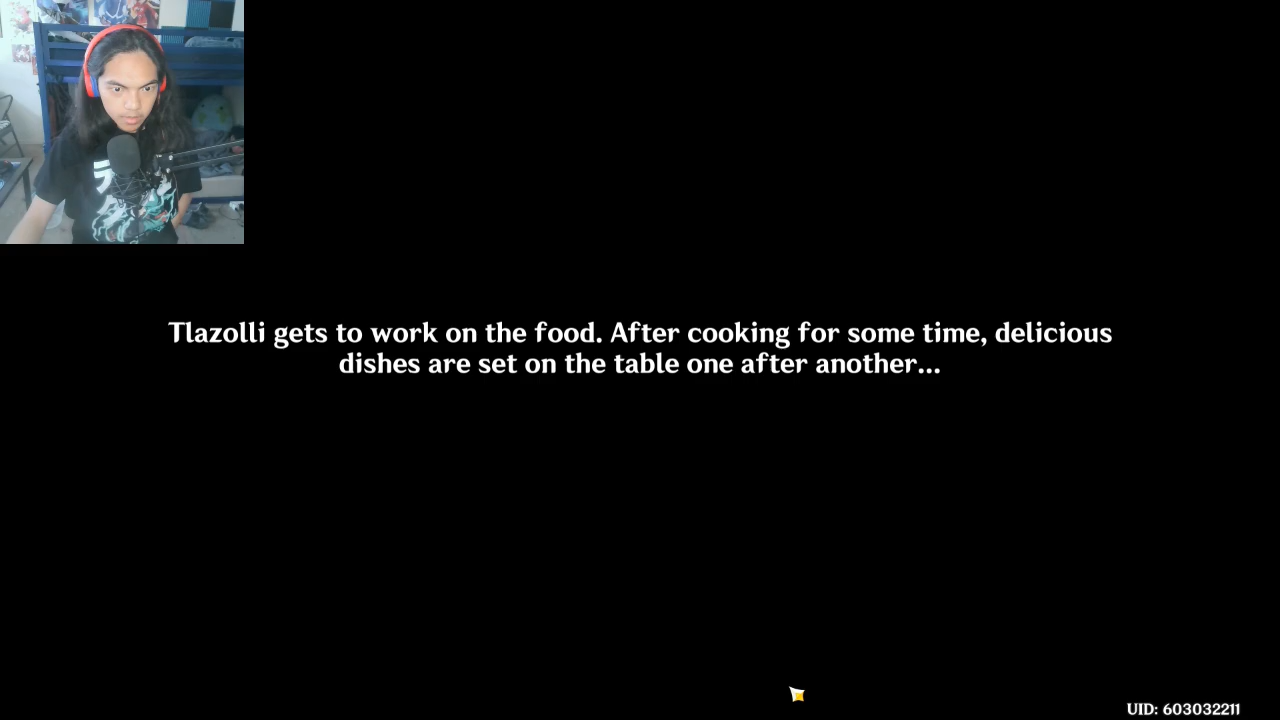 Tlazolli gets to work on the food. After cooking for some time, delicious
dishes are set on the table one after another...
UID: 603032211